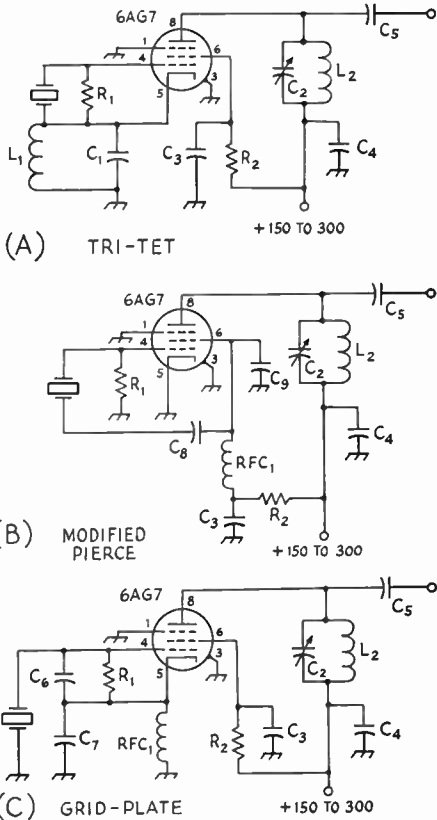 6AG7
8
C5
1
4
6
3
5
R1
C2
L2
L1
C1
C3
R2
C4
+150 TO 300
(A) TRI-TET
6AG7
8
C5
1
4
6
3
5
R1
C9
C2
L2
C8
RFC1
C4
C3
R2
(B) MODIFIED
PIERCE
+150 TO 300
6AG7
8
C5
1
4
6
3
5
C6
R1
C2
L2
C7
RFC1
R2
C3
C4
(C) GRID-PLATE
+150 TO 300